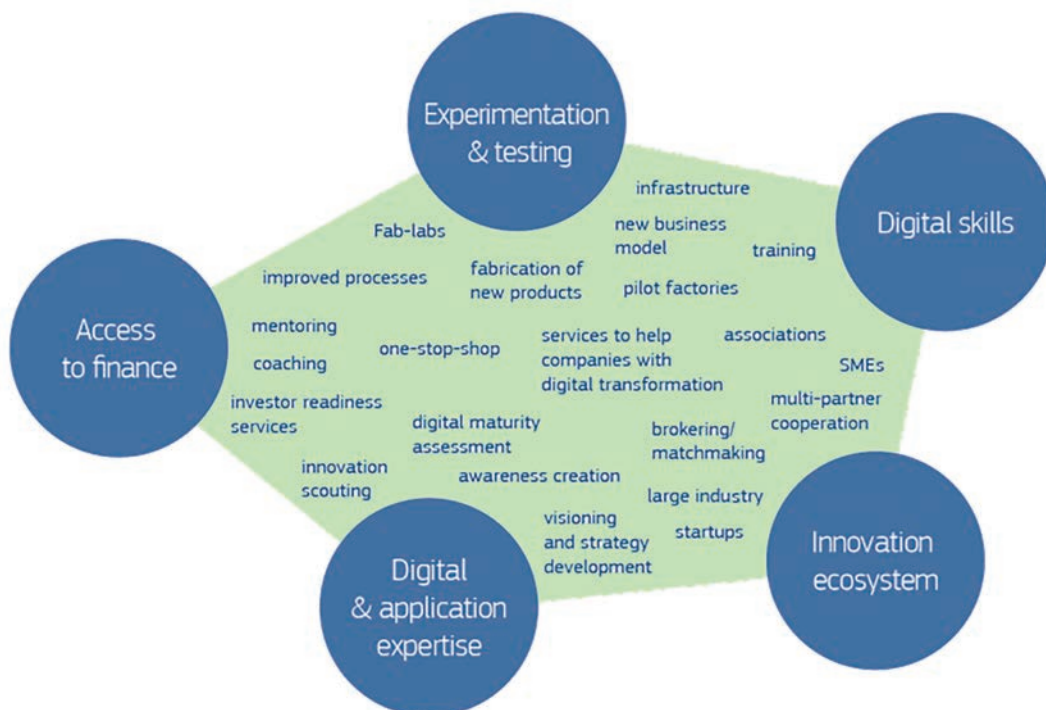 Experimentation
& testing
Digital skills
Access
to finance
Digital
& application
expertise
Innovation
ecosystem
infrastructure
Fab-labs
new business
model
training
improved processes
fabrication of
new products
pilot factories
mentoring
coaching
one-stop-shop
services to help
companies with
digital transformation
associations
SMEs
investor readiness
services
digital maturity
assessment
multi-partner
cooperation
brokering/
matchmaking
innovation
scouting
awareness creation
large industry
visioning
and strategy
development
startups